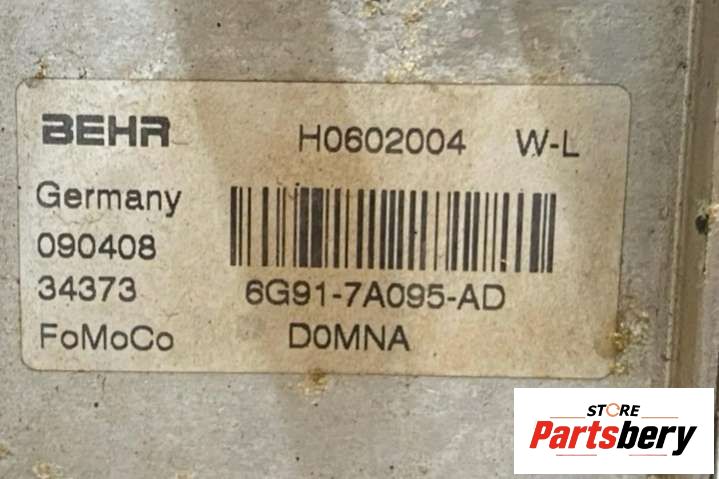 BEHR H0602004 W-L
Germany
090408
34373 6G91-7A095-AD
FoMoCo D0MNA
STORE
Partsbery